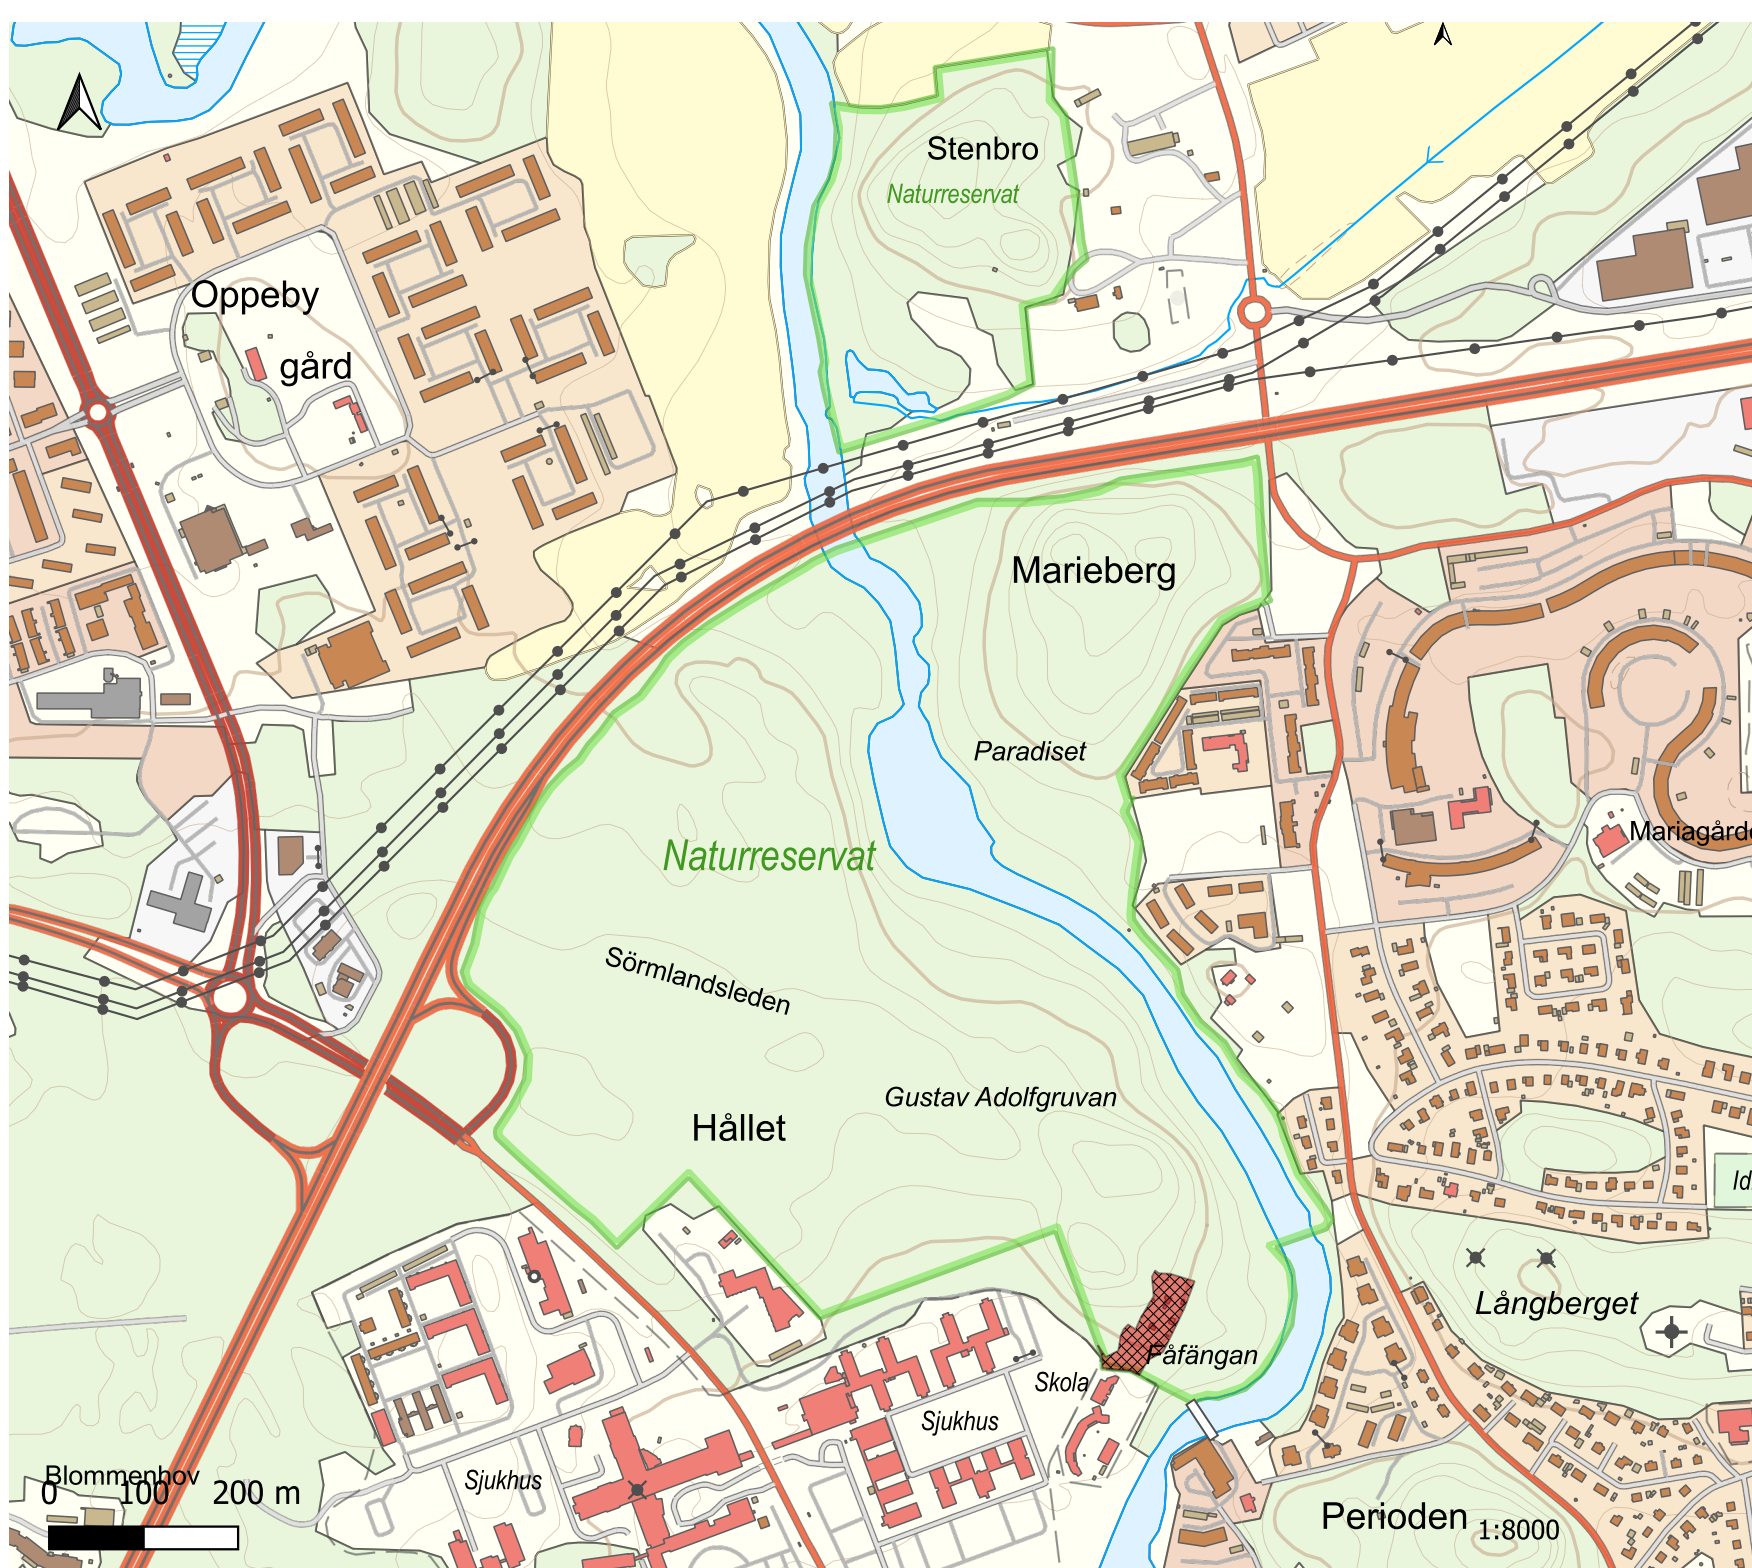 Stenbro
Naturreservat
Oppeby
gård
Marieberg
Paradiset
Mariagård
Naturreservat
Sörmlandsleden
Gustav Adolfgruvan
Hållet
Id
Långberget
Fåfängan
Skola
Sjukhus
Sjukhus
Blommenhov
0 100 200 m
Perioden
1:8000